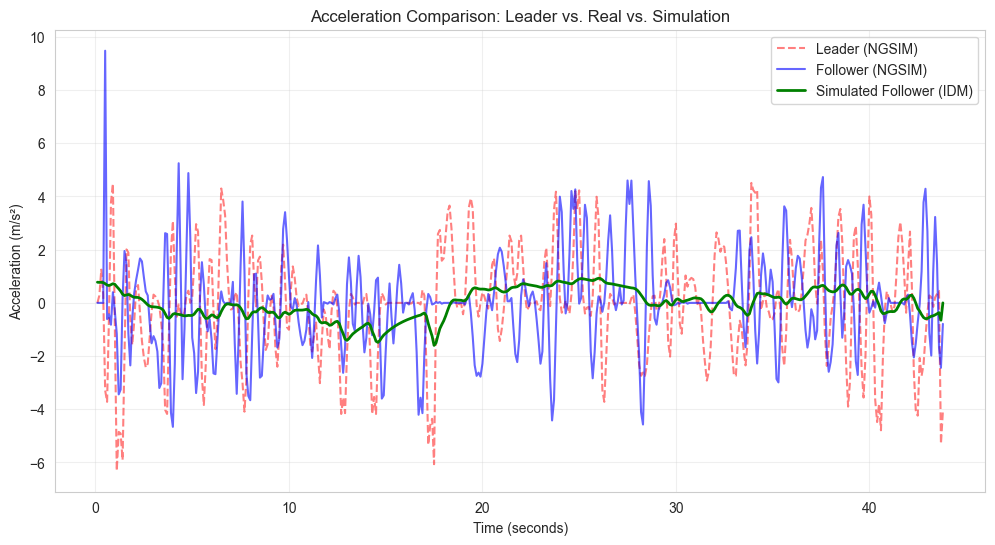 Acceleration Comparison: Leader vs. Real vs. Simulation
Leader (NGSIM)
Follower (NGSIM)
Simulated Follower (IDM)
Acceleration (m/s²)
10
8
6
4
2
0
−2
−4
−6
0
10
20
30
40
Time (seconds)